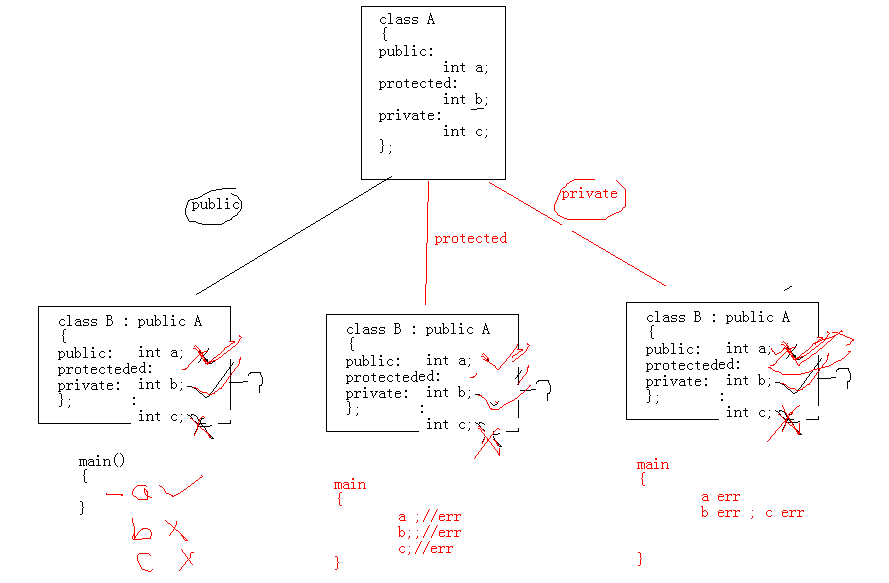 class A
{
public:
int a;
protected:
int b;
private:
int c;
};
public
protected
private
class B : public A
{
public: int a;
protecteded:
private: int b;
}; :
int c;
?
main()
{
a
}
b
c
class B : public A
{
public: int a;
protecteded:
private: int b;
}; :
int c;
?
main
{
a ;//err
b;;//err
c;//err
}
class B : public A
{
public: int a;
protecteded:
private: int b;
}; :
int c;
?
main
{
a err
b err ; c err
}